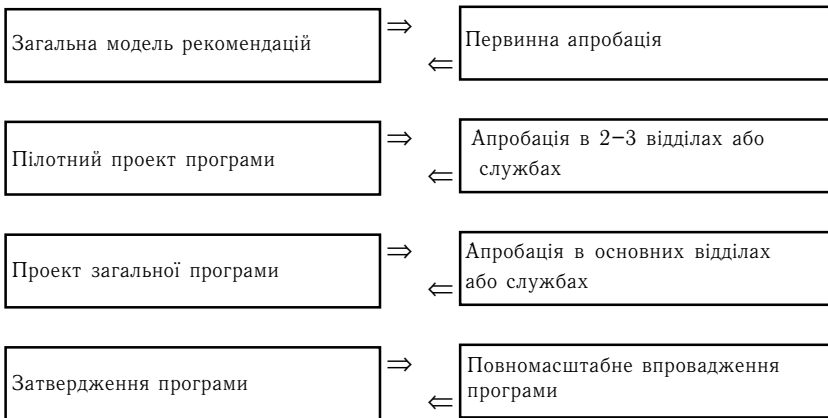 Загальна модель рекомендацій ⇒
⇐ Первинна апробація
Пілотний проект програми ⇒
⇐ Апробація в 2–3 відділах або
службах
Проект загальної програми ⇒
⇐ Апробація в основних відділах
або службах
Затвердження програми ⇒
⇐ Повномасштабне впровадження
програми